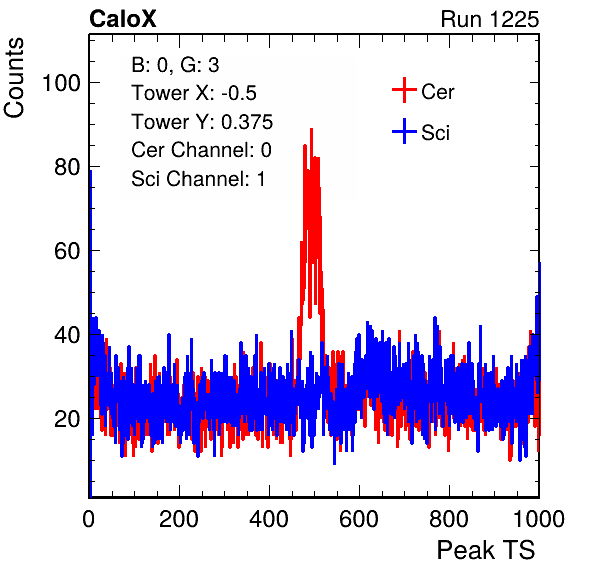 CaloX Run 1225
Counts
B: 0, G: 3
Tower X: -0.5
Tower Y: 0.375
Cer Channel: 0
Sci Channel: 1
Cer
Sci
100
80
60
40
20
0 200 400 600 800 1000
Peak TS